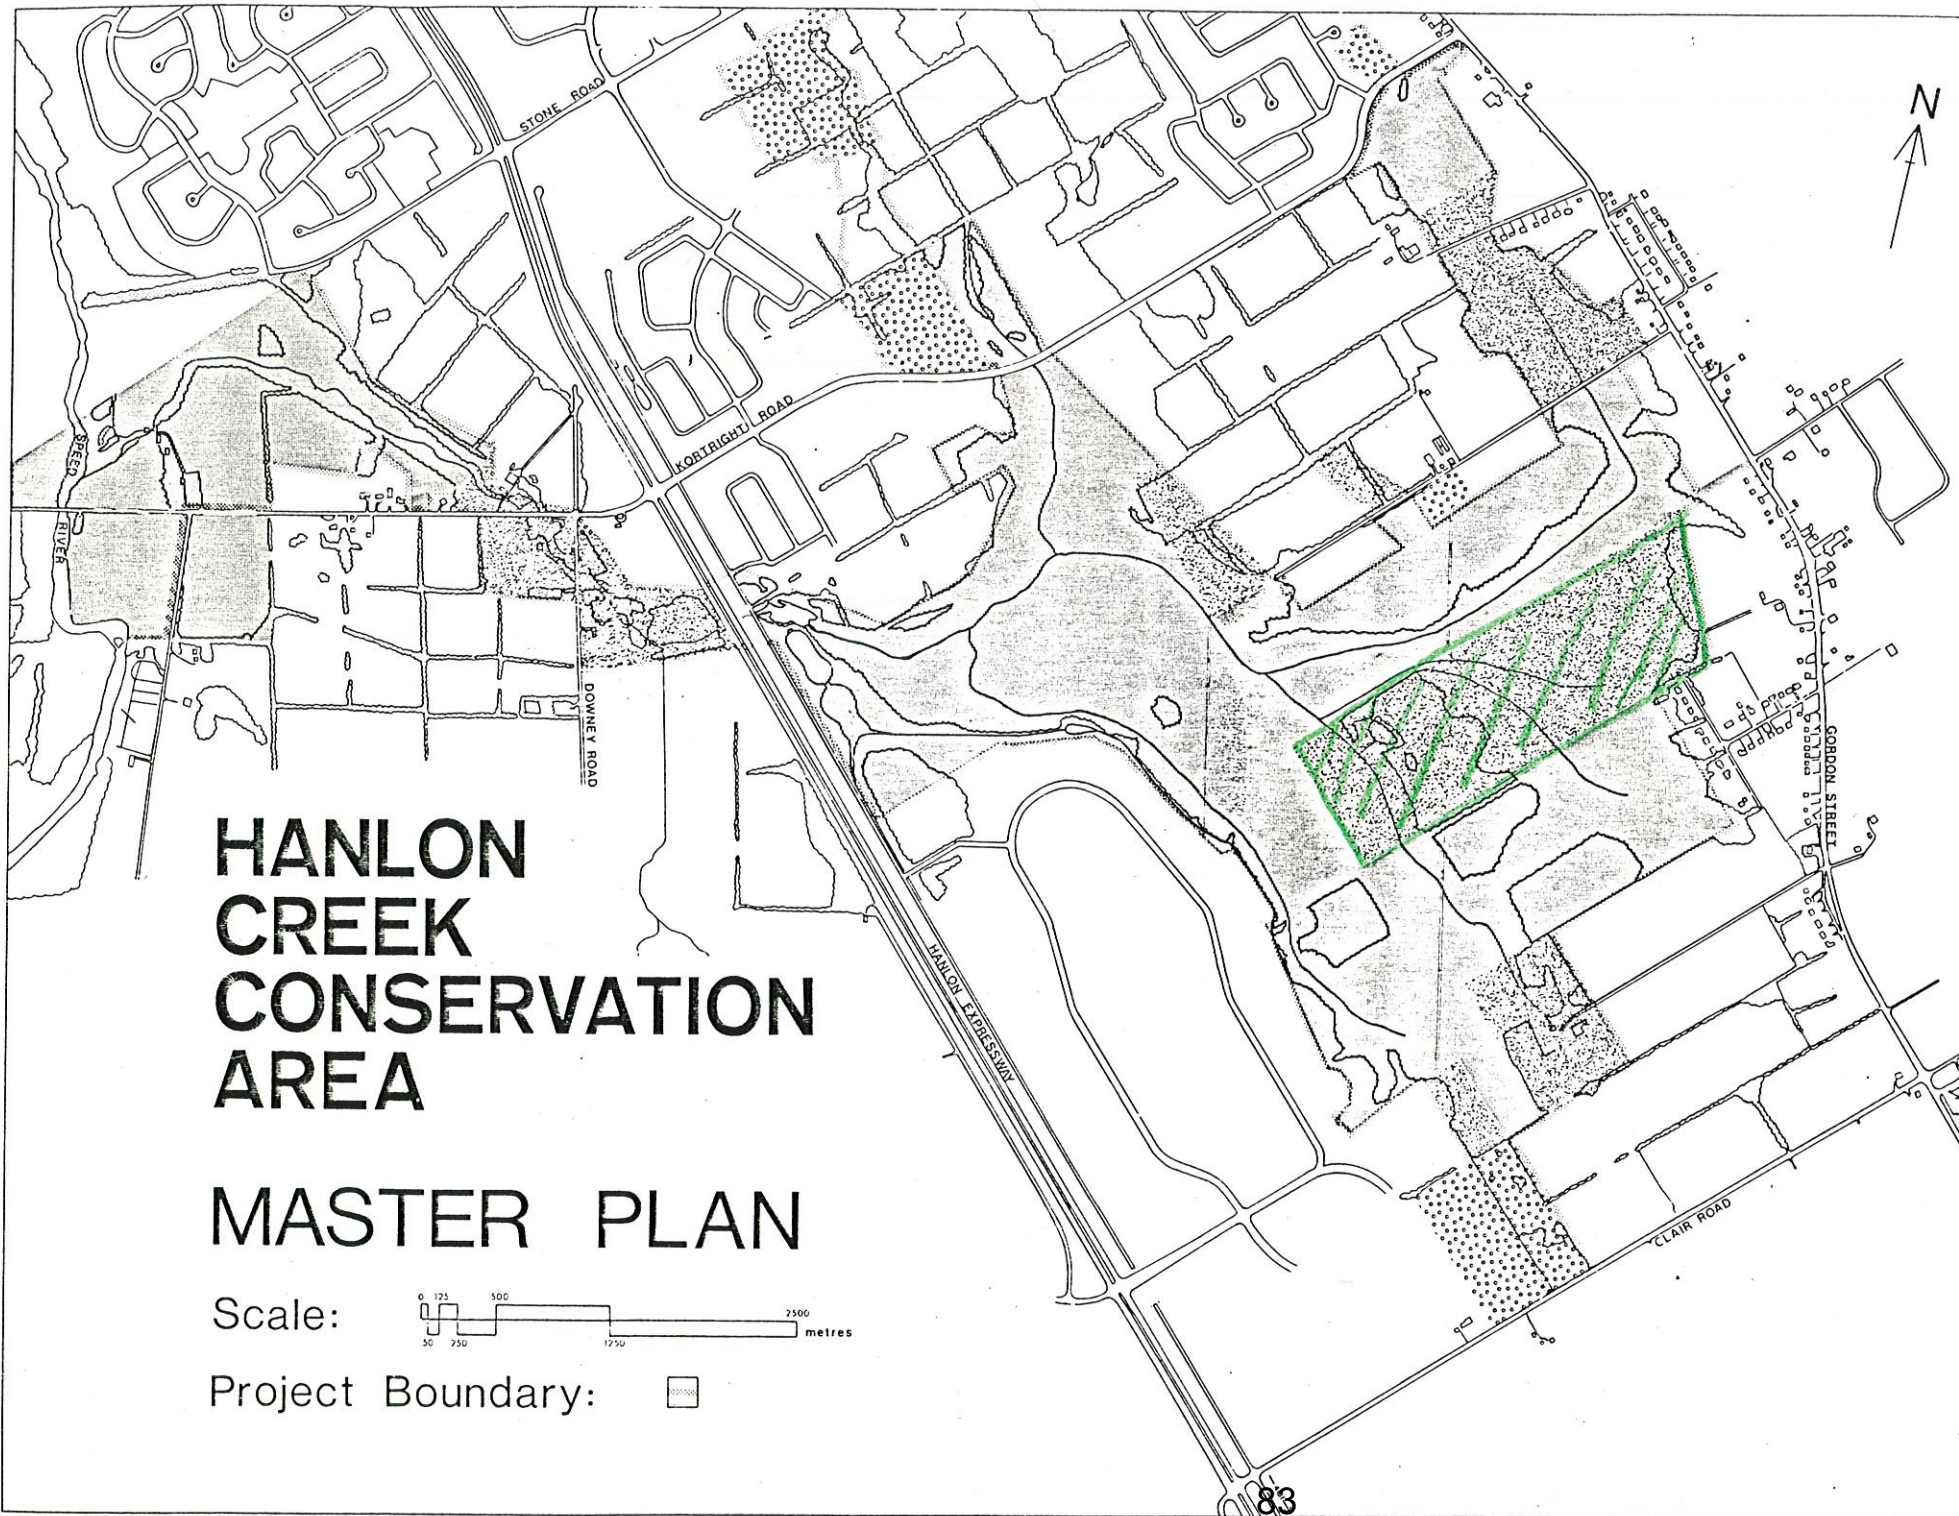 N
STONE ROAD
KORTRIGHT ROAD
SPEED
RIVER
DOWNEY ROAD
GORDON STREET
HANLON EXPRESSWAY
CLAIR ROAD
HANLON
CREEK
CONSERVATION
AREA
MASTER PLAN
Scale:
0 125 500 2500
50 250 1250
metres
Project Boundary:
83